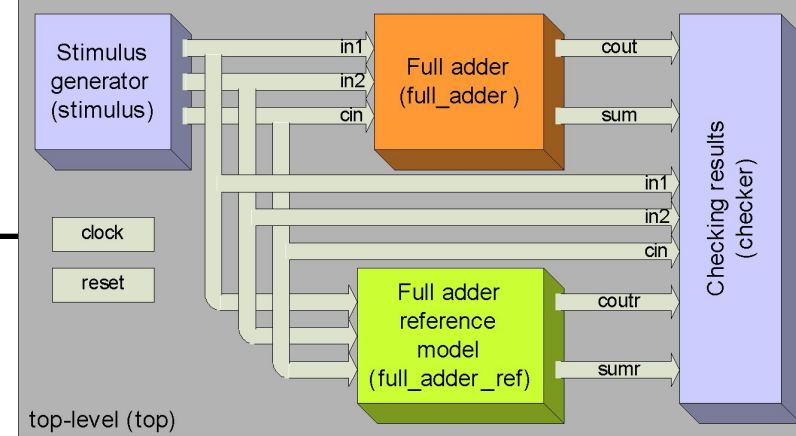 Stimulus
generator
(stimulus)
in1
in2
cin
Full adder
(full_adder )
cout
sum
in1
in2
cin
Checking results
(checker)
clock
reset
Full adder
reference
model
(full_adder_ref)
coutr
sumr
top-level (top)